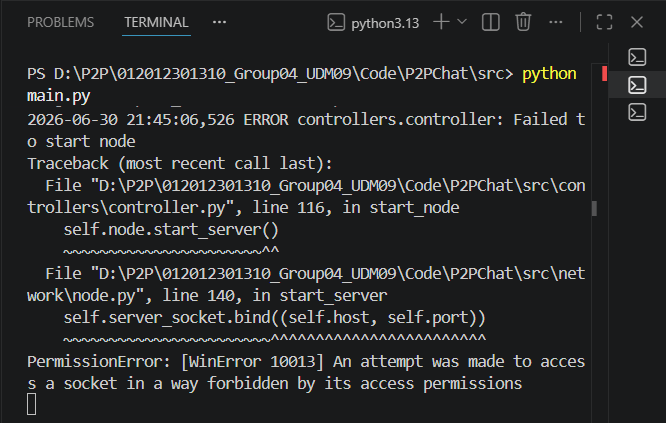 PROBLEMS TERMINAL ··· python3.13 ···
PS D:\P2P\012012301310_Group04_UDM09\Code\P2PChat\src> python
main.py
2026-06-30 21:45:06,526 ERROR controllers.controller: Failed t
o start node
Traceback (most recent call last):
  File "D:\P2P\012012301310_Group04_UDM09\Code\P2PChat\src\con
trollers\controller.py", line 116, in start_node
    self.node.start_server()
    ~~~~~~~~~~~~~~~~~~~~~~^^
  File "D:\P2P\012012301310_Group04_UDM09\Code\P2PChat\src\net
work\node.py", line 140, in start_server
    self.server_socket.bind((self.host, self.port))
    ~~~~~~~~~~~~~~~~~~~~~~~^^^^^^^^^^^^^^^^^^^^^^^^
PermissionError: [WinError 10013] An attempt was made to acces
s a socket in a way forbidden by its access permissions